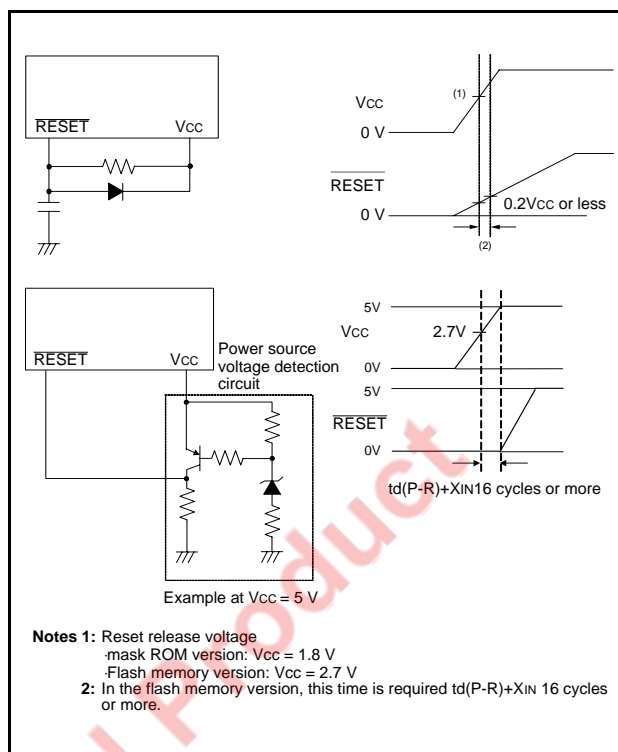 RESET
Vcc
Vcc
0 V
(1)
RESET
0 V
0.2Vcc or less
(2)
RESET
Vcc
Power source
voltage detection
circuit
Example at Vcc = 5 V
5V
Vcc
2.7V
0V
5V
RESET
0V
td(P-R)+XIN16 cycles or more
Notes 1: Reset release voltage
·mask ROM version: Vcc = 1.8 V
·Flash memory version: Vcc = 2.7 V
2: In the flash memory version, this time is required td(P-R)+XIN 16 cycles
or more.
l Product